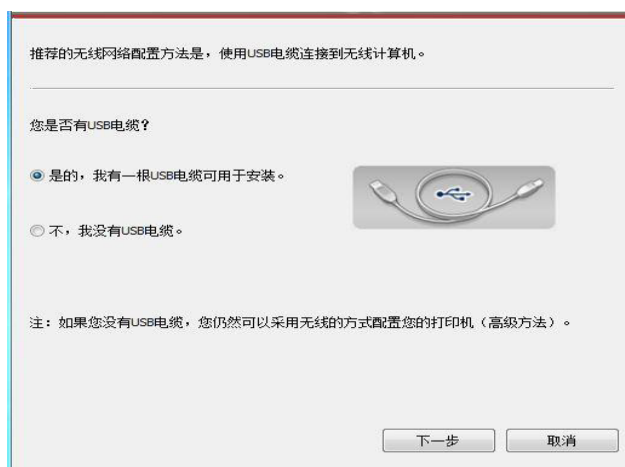 推荐的无线网络配置方法是，使用USB电缆连接到无线计算机。
您是否有USB电缆？
是的，我有一根USB电缆可用于安装。
不，我没有USB电缆。
注：如果您没有USB电缆，您仍然可以采用无线的方式配置您的打印机（高级方法）。
下一步
取消